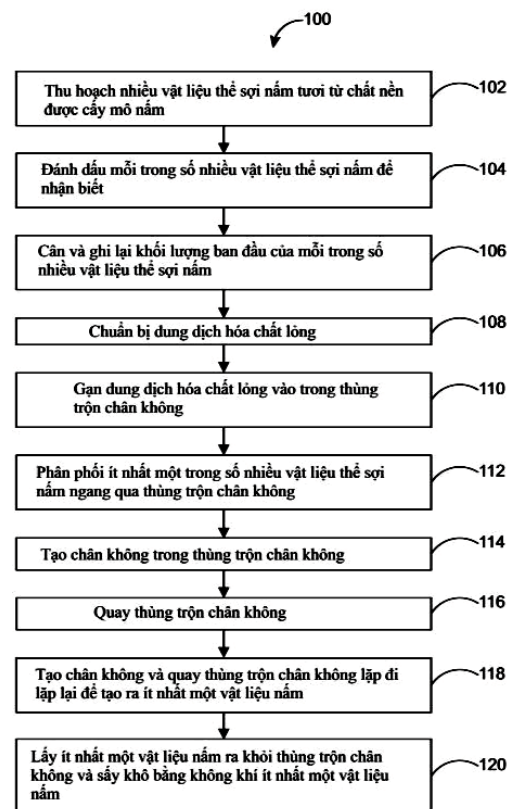 100
Thu hoạch nhiều vật liệu thể sợi nấm tươi từ chất nền
được cấy mô nấm
102
Đánh dấu mỗi trong số nhiều vật liệu thể sợi nấm để
nhận biết
104
Cân và ghi lại khối lượng ban đầu của mỗi trong số
nhiều vật liệu thể sợi nấm
106
Chuẩn bị dung dịch hóa chất lỏng
108
Gạn dung dịch hóa chất lỏng vào trong thùng
trộn chân không
110
Phân phối ít nhất một trong số nhiều vật liệu thể sợi
nấm ngang qua thùng trộn chân không
112
Tạo chân không trong thùng trộn chân không
114
Quay thùng trộn chân không
116
Tạo chân không và quay thùng trộn chân không lặp đi
lặp lại để tạo ra ít nhất một vật liệu nấm
118
Lấy ít nhất một vật liệu nấm ra khỏi thùng trộn chân
không và sấy khô bằng không khí ít nhất một vật liệu
nấm
120